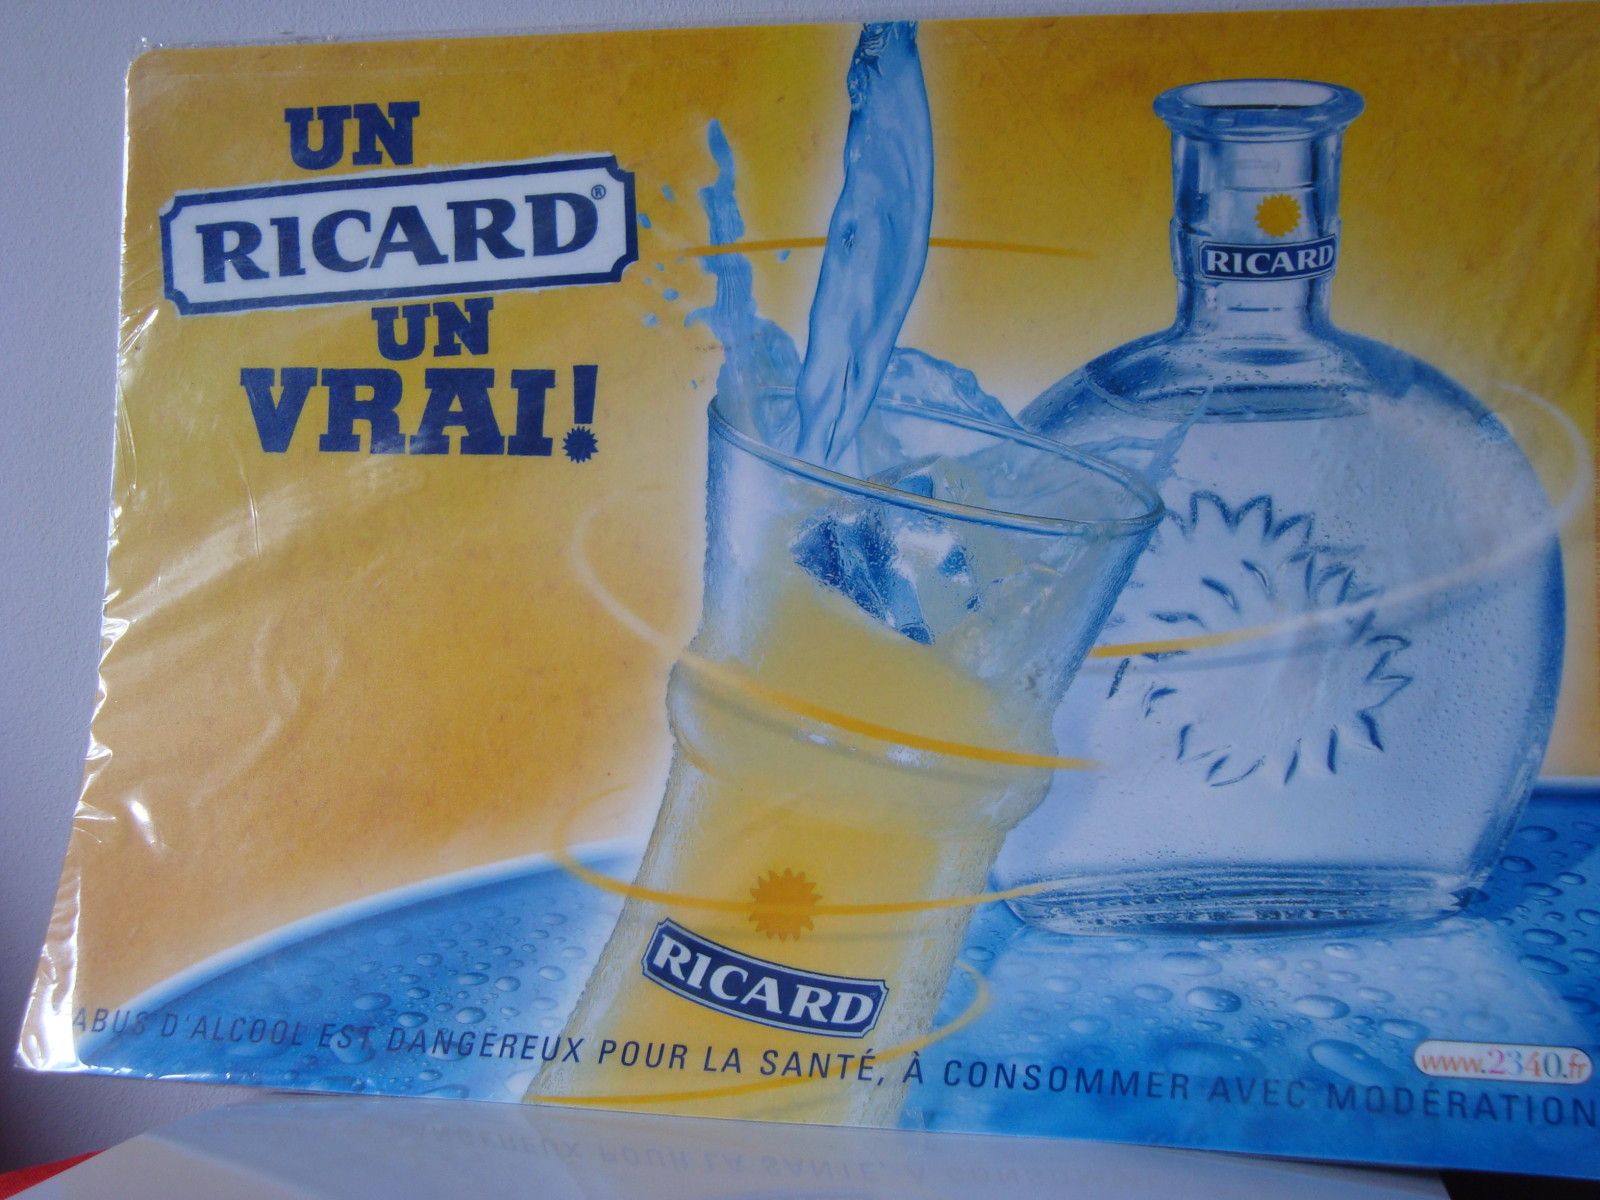 UN
RICARD®
UN
VRAI!
RICARD
RICARD
ABUS D'ALCOOL EST DANGEREUX POUR LA SANTÉ, À CONSOMMER AVEC MODÉRATION
www.2340.fr